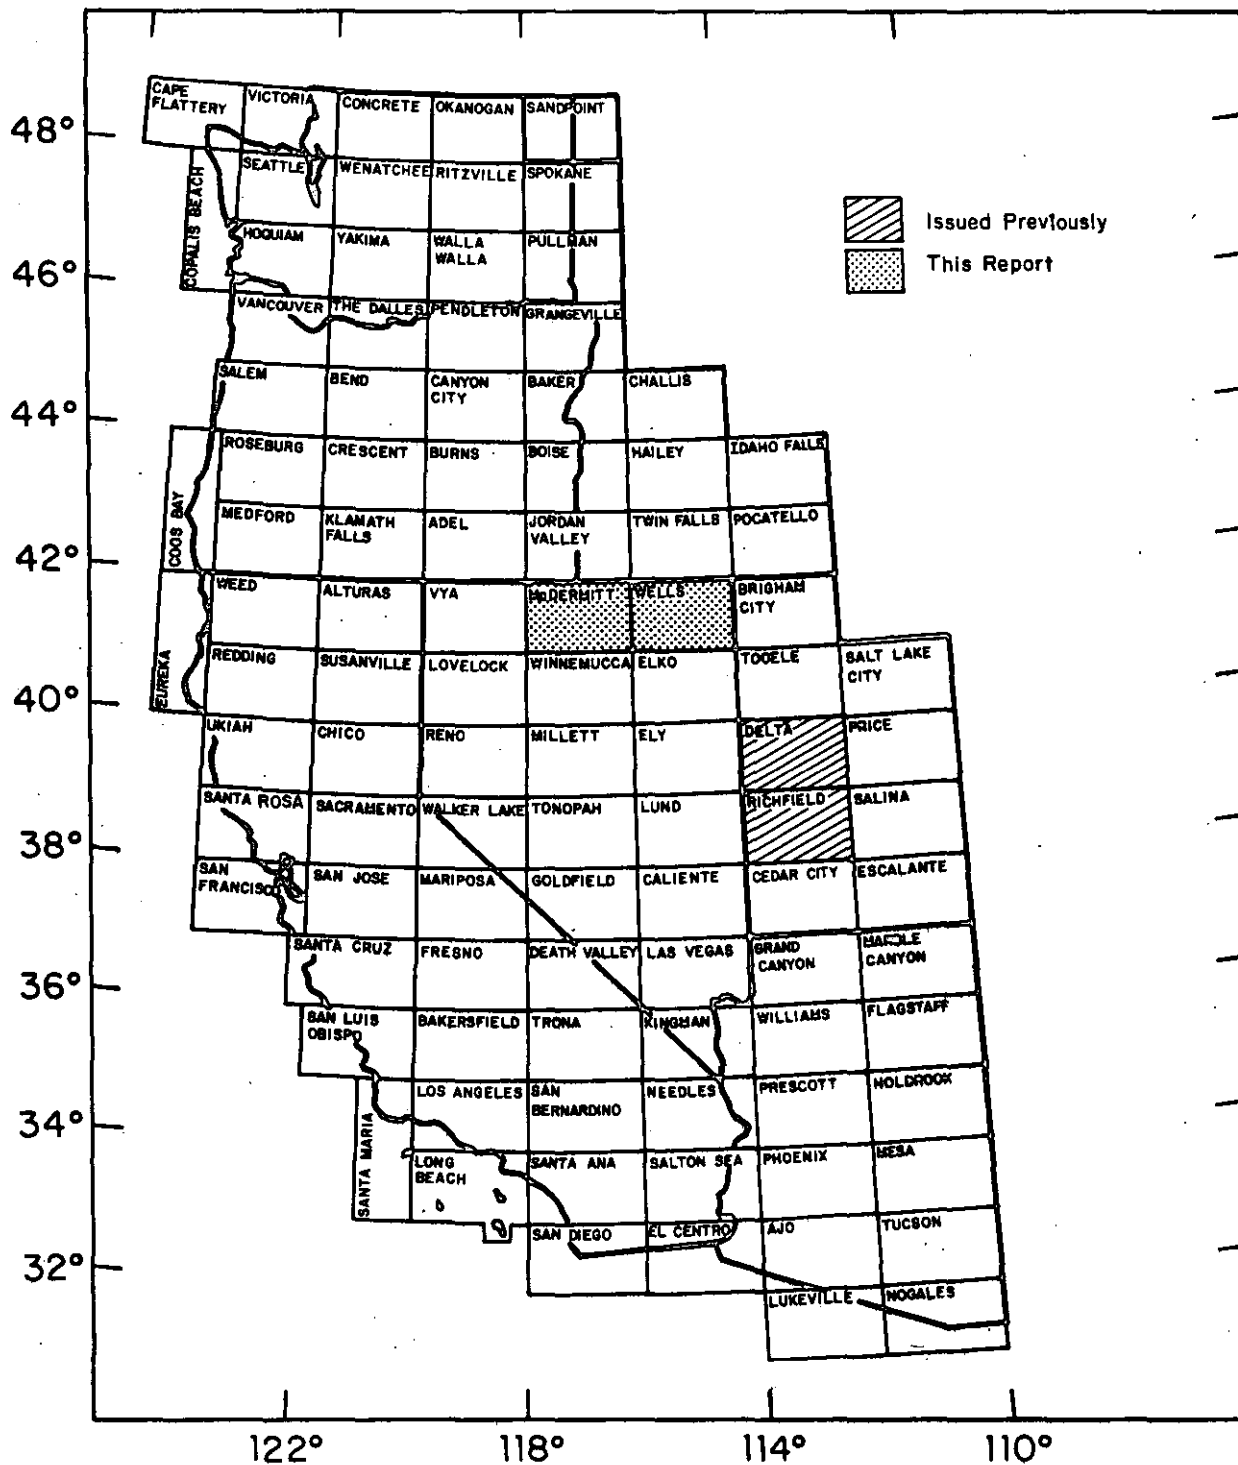 CAPE
FLATTERY
VICTORIA
CONCRETE
OKANOGAN
SANDPOINT
48°
SEATTLE
WENATCHEE
RITZVILLE
SPOKANE
COPALIS BEACH
Issued Previously
This Report
HOQUIAM
YAKIMA
WALLA
WALLA
PULLMAN
46°
VANCOUVER
THE DALLES
PENDLETON
GRANGEVILLE
SALEM
BEND
CANYON
CITY
BAKER
CHALLIS
44°
ROSEBURG
CRESCENT
BURNS
BOISE
HAILEY
IDAHO FALLS
COOS BAY
MEDFORD
KLAMATH
FALLS
ADEL
JORDAN
VALLEY
TWIN FALLS
POCATELLO
42°
WEED
ALTURAS
VYA
McDERMITT
WELLS
BRIGHAM
CITY
EUREKA
REDDING
SUSANVILLE
LOVELOCK
WINNEMUCCA
ELKO
TOOELE
SALT LAKE
CITY
40°
UKIAH
CHICO
RENO
MILLETT
ELY
DELTA
PRICE
SANTA ROSA
SACRAMENTO
WALKER LAKE
TONOPAH
LUND
RICHFIELD
SALINA
38°
SAN
FRANCISCO
SAN JOSE
MARIPOSA
GOLDFIELD
CALIENTE
CEDAR CITY
ESCALANTE
SANTA CRUZ
FRESNO
DEATH VALLEY
LAS VEGAS
GRAND
CANYON
MARBLE
CANYON
36°
SAN LUIS
OBISPO
BAKERSFIELD
TRONA
KINGMAN
WILLIAMS
FLAGSTAFF
SANTA MARIA
LOS ANGELES
SAN
BERNARDINO
NEEDLES
PRESCOTT
HOLBROOK
34°
LONG
BEACH
SANTA ANA
SALTON SEA
PHOENIX
MESA
SAN DIEGO
EL CENTRO
AJO
TUCSON
32°
LUKEVILLE
NOGALES
122°
118°
114°
110°